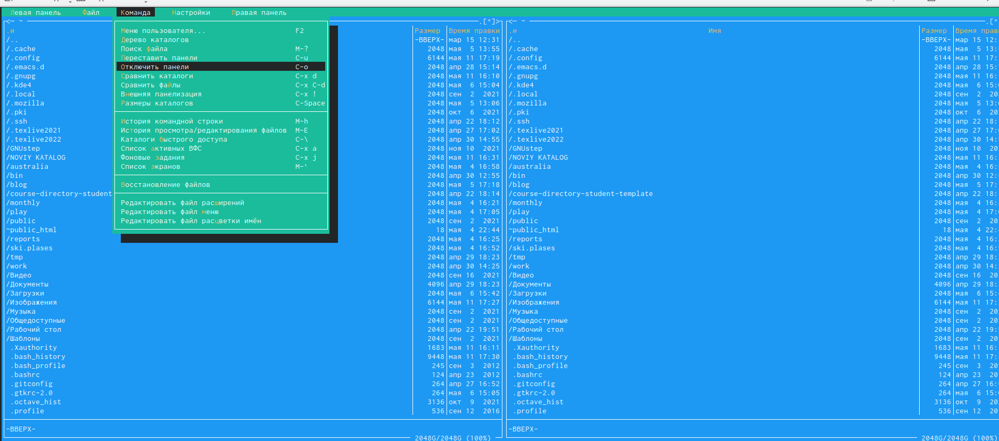 Левая панель Файл Команда Настройки Правая панель
<─ ~ .[^]> <─ ~ .[^
.и Меню пользователя... F2 Размер Время правки .и Имя Размер Время правк
/.. Дерево каталогов -ВВЕРХ- мар 15 12:31 /.. -ВВЕРХ- мар 15 12:
/.cache Поиск файла M-? 2048 мая 5 13:55 /.cache 2048 мая 5 13:
/.config Переставить панели C-u 6144 мая 11 17:19 /.config 6144 мая 11 17:
/.emacs.d Отключить панели C-o 2048 апр 28 15:14 /.emacs.d 2048 апр 28 15:
/.gnupg Сравнить каталоги C-x d 2048 мая 11 16:10 /.gnupg 2048 мая 11 16:
/.kde4 Сравнить файлы C-x C-d 2048 мая 6 15:04 /.kde4 2048 мая 6 15:
/.local Внешняя панелизация C-x ! 2048 сен 2 2021 /.local 2048 сен 2 20
/.mozilla Размеры каталогов C-Space 2048 мая 5 13:06 /.mozilla 2048 мая 5 13:
/.pki 2048 окт 6 2021 /.pki 2048 окт 6 20
/.ssh История командной строки M-h 2048 апр 22 18:12 /.ssh 2048 апр 22 18:
/.texlive2021 История просмотра/редактирования файлов M-E 2048 апр 27 17:02 /.texlive2021 2048 апр 27 17:
/.texlive2022 Каталоги быстрого доступа C-\ 2048 апр 30 14:55 /.texlive2022 2048 апр 30 14:
/GNUstep Список активных ВФС C-x a 2048 ноя 10 2021 /GNUstep 2048 ноя 10 20
/NOVIY KATALOG Фоновые задания C-x j 2048 мая 11 16:31 /NOVIY KATALOG 2048 мая 11 16:
/australia Список экранов M-` 2048 мая 4 16:58 /australia 2048 мая 4 16:
/bin 2048 апр 30 12:55 /bin 2048 апр 30 12:
/blog Восстановление файлов 2048 мая 5 17:18 /blog 2048 мая 5 17:
/course-directory-student 2048 апр 22 18:14 /course-directory-student-template 2048 апр 22 18:
/monthly Редактировать файл расширений 2048 мая 4 16:21 /monthly 2048 мая 4 16:
/play Редактировать файл меню 2048 мая 4 17:05 /play 2048 мая 4 17:
/public Редактировать файл расцветки имён 2048 сен 2 2021 /public 2048 сен 2 20
~public_html 18 мая 4 22:44 ~public_html 18 мая 4 22:
/reports 2048 мая 4 16:25 /reports 2048 мая 4 16:
/ski.plases 2048 мая 4 16:52 /ski.plases 2048 мая 4 16:
/tmp 2048 апр 29 18:23 /tmp 2048 апр 29 18:
/work 2048 апр 30 14:25 /work 2048 апр 30 14:
/Видео 2048 сен 16 2021 /Видео 2048 сен 16 20
/Документы 4096 апр 29 18:23 /Документы 4096 апр 29 18:
/Загрузки 2048 мая 6 15:42 /Загрузки 2048 мая 6 15:
/Изображения 6144 мая 11 17:27 /Изображения 6144 мая 11 17:
/Музыка 2048 сен 2 2021 /Музыка 2048 сен 2 20
/Общедоступные 2048 сен 2 2021 /Общедоступные 2048 сен 2 20
/Рабочий стол 2048 апр 22 19:51 /Рабочий стол 2048 апр 22 19:
/Шаблоны 2048 сен 2 2021 /Шаблоны 2048 сен 2 20
.Xauthority 1683 мая 11 16:11 .Xauthority 1683 мая 11 16:
.bash_history 9448 мая 11 17:30 .bash_history 9448 мая 11 17:
.bash_profile 245 сен 3 2012 .bash_profile 245 сен 3 20
.bashrc 124 апр 23 2012 .bashrc 124 апр 23 20
.gitconfig 264 апр 27 16:52 .gitconfig 264 апр 27 16:
.gtkrc-2.0 264 мая 6 15:05 .gtkrc-2.0 264 мая 6 15:
.octave_hist 3136 окт 9 2021 .octave_hist 3136 окт 9 20
.profile 536 сен 12 2016 .profile 536 сен 12 20
-ВВЕРХ- -ВВЕРХ-
2048G/2048G (100%) 2048G/2048G (100%)